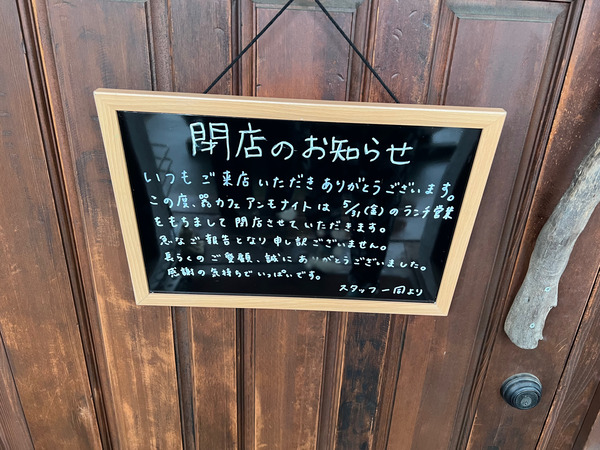 閉店のお知らせ
いつもご来店いただきありがとうございます。
この度、器カフェアンモナイトは 5/31(金)のランチ営業
をもちまして閉店させていただきます。
急なご報告となり申し訳ございません。
長らくのご愛顧、誠にありがとうございました。
感謝の気持ちでいっぱいです。
スタッフ一同より